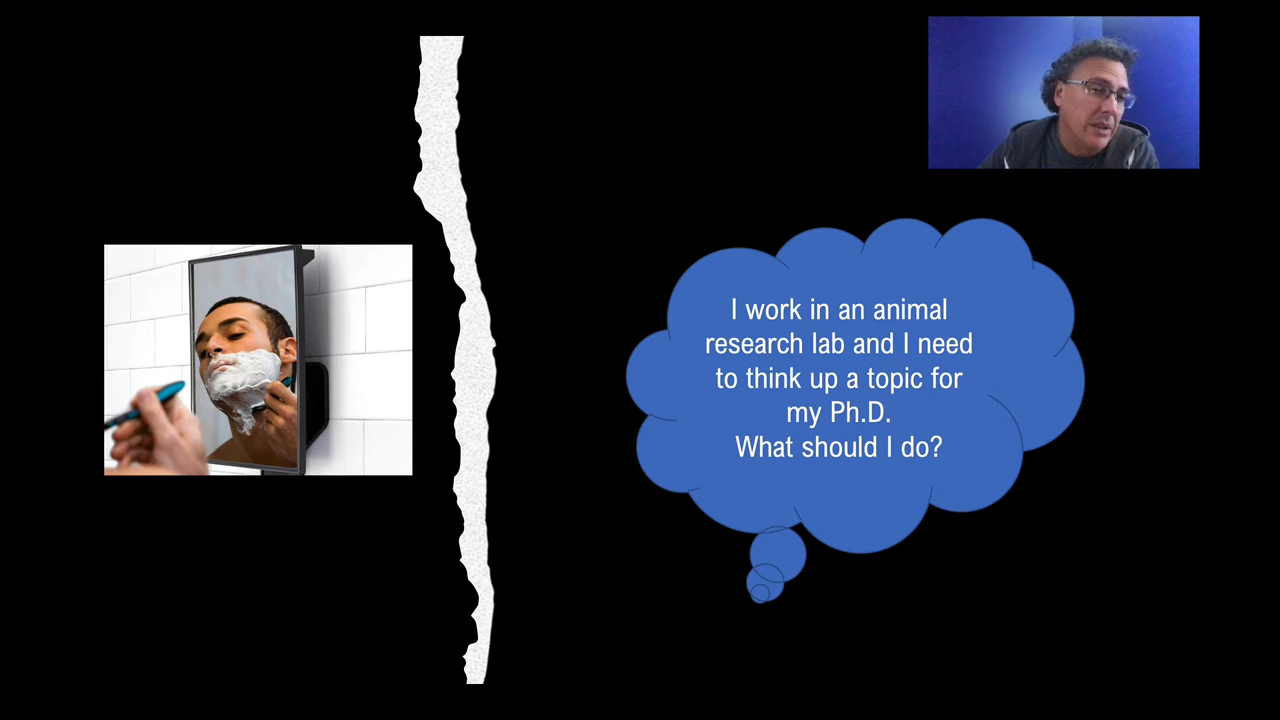 I work in an animal
research lab and I need
to think up a topic for
my Ph.D.
What should I do?